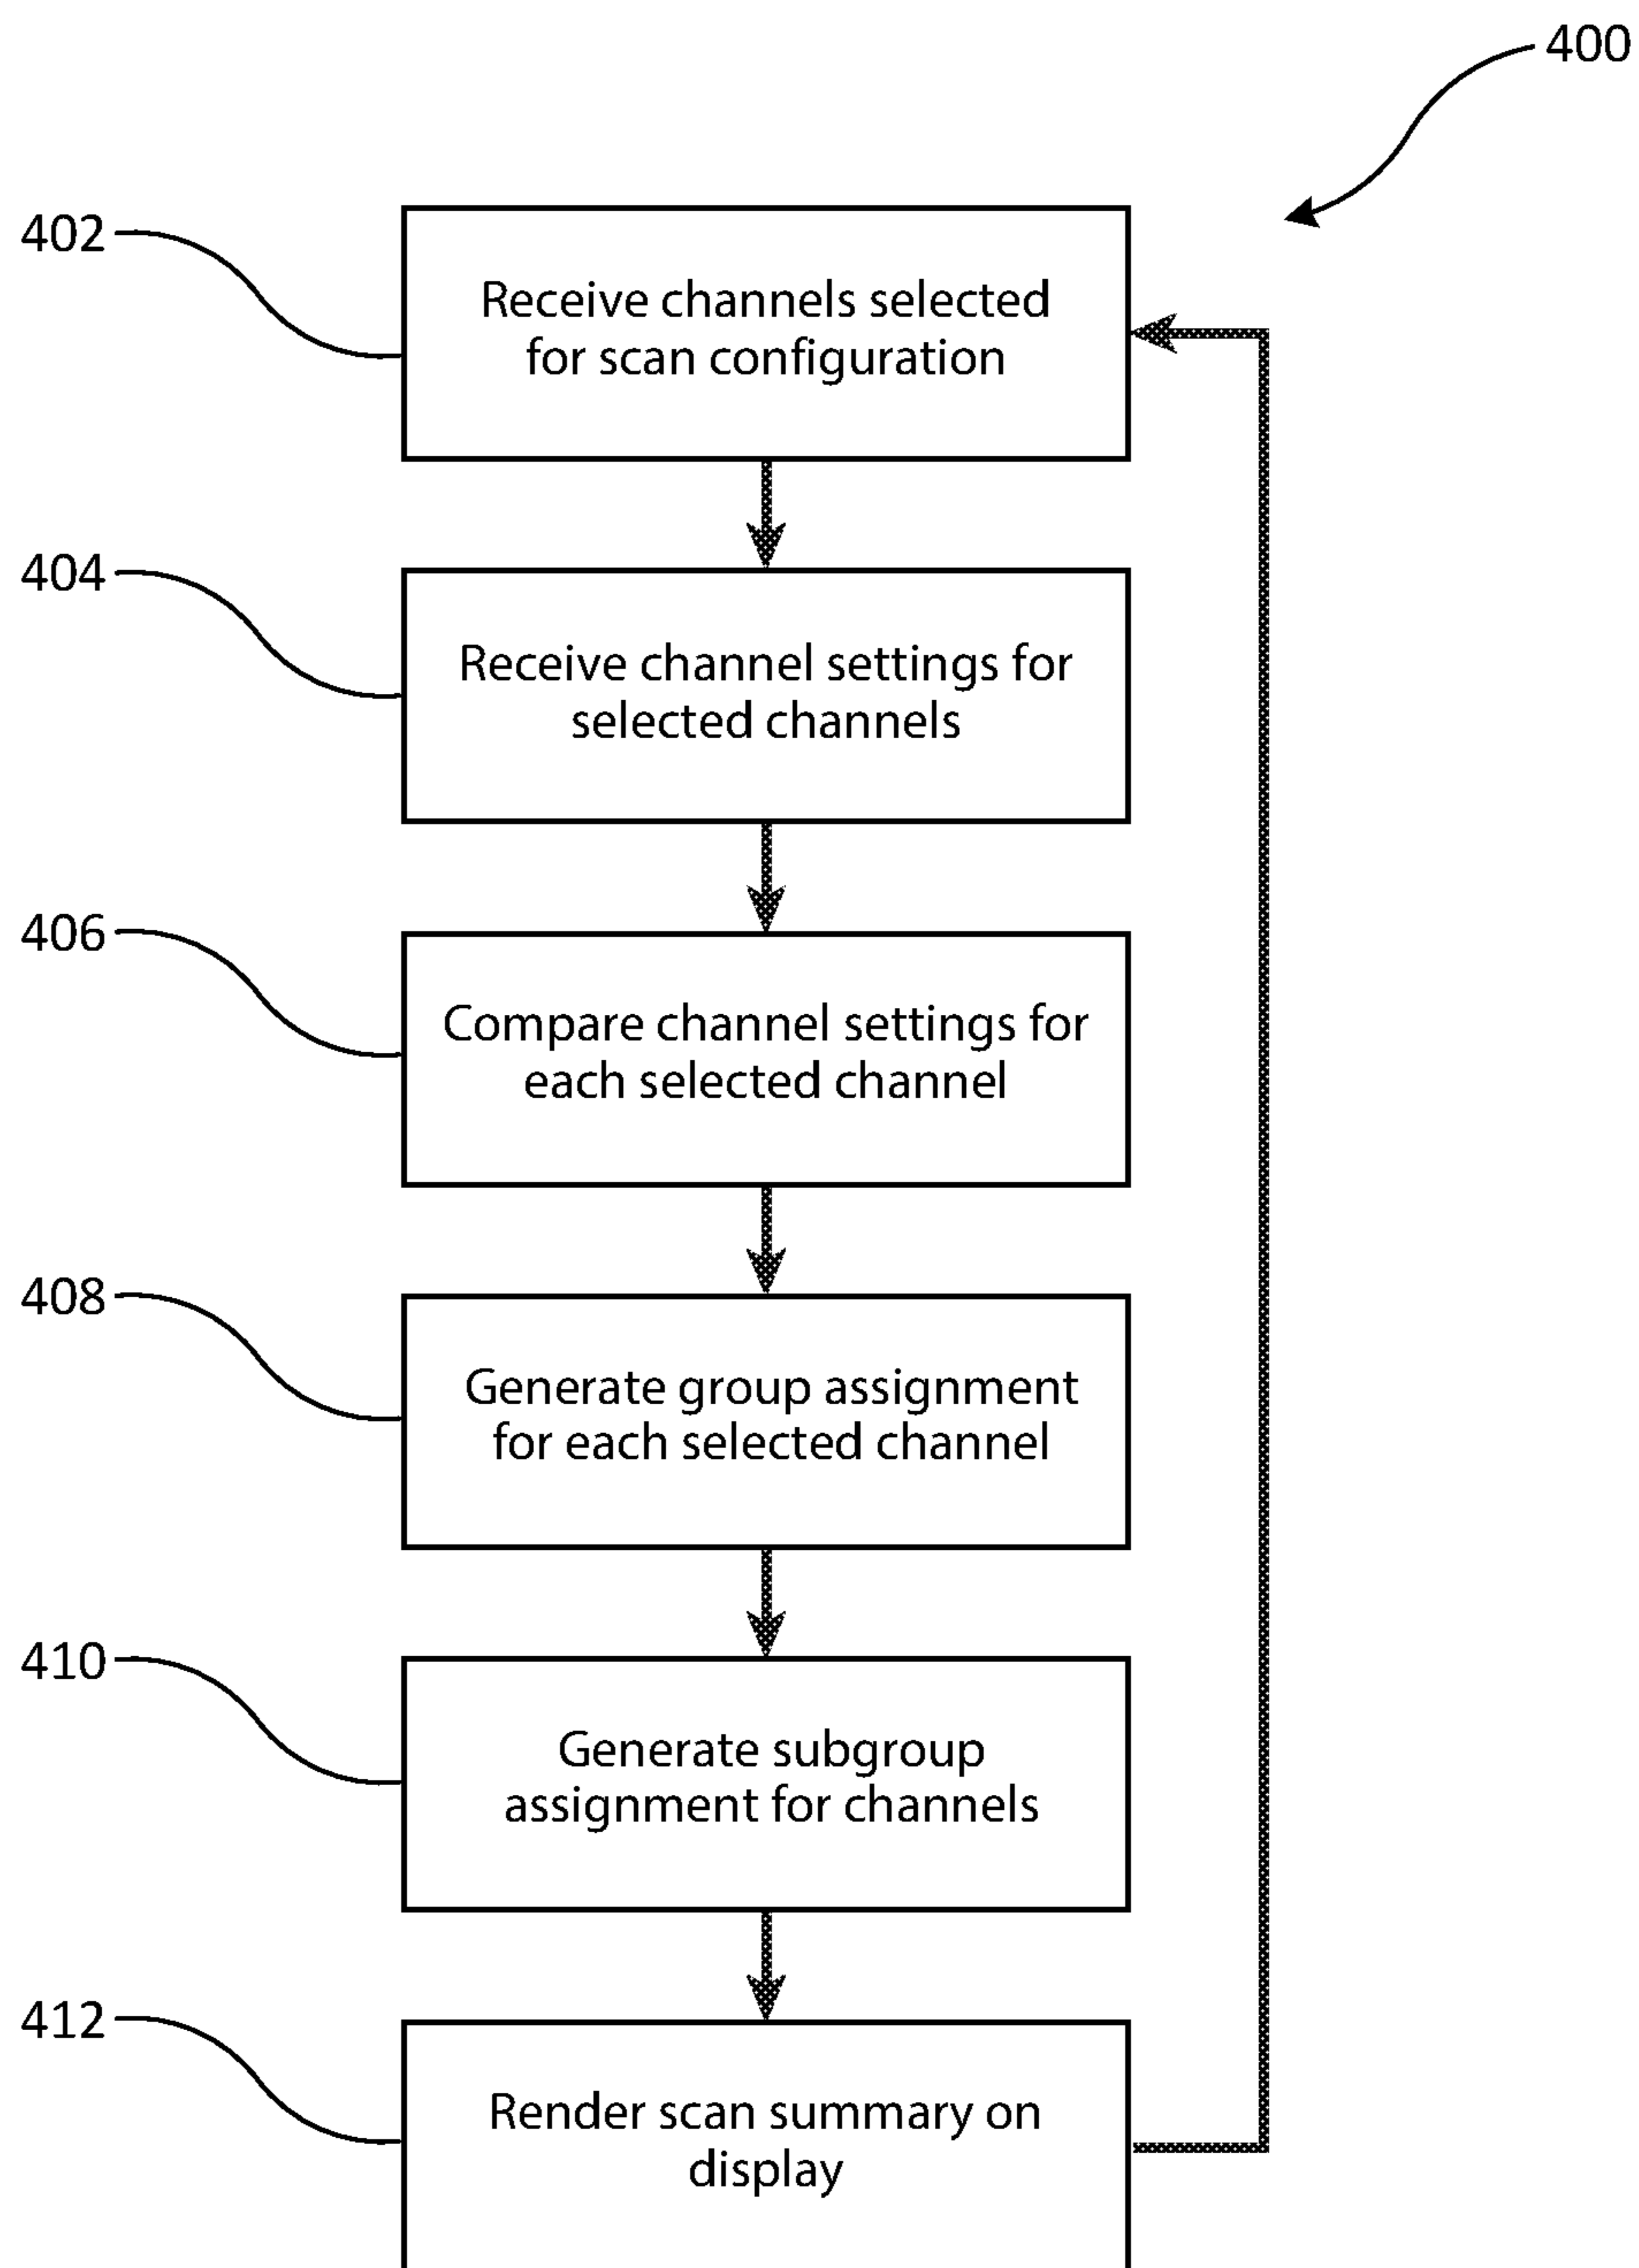 400
402
Receive channels selected
for scan configuration
404
Receive channel settings for
selected channels
406
Compare channel settings for
each selected channel
408
Generate group assignment
for each selected channel
410
Generate subgroup
assignment for channels
412
Render scan summary on
display